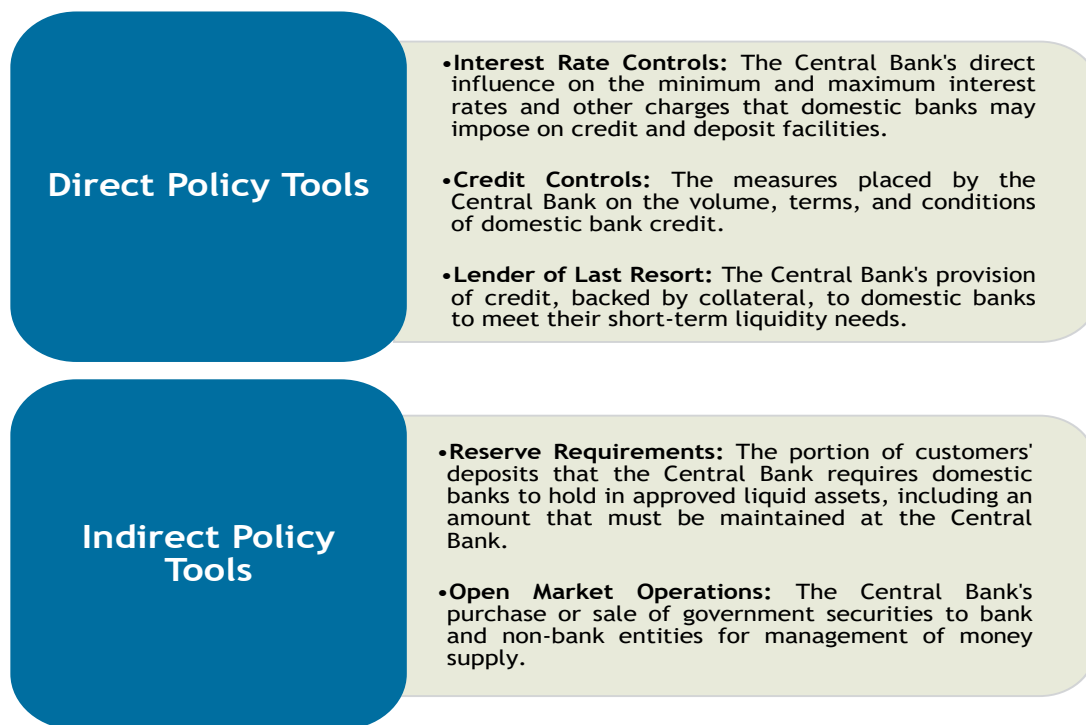 Direct Policy Tools
•Interest Rate Controls: The Central Bank's direct
influence on the minimum and maximum interest
rates and other charges that domestic banks may
impose on credit and deposit facilities.
•Credit Controls: The measures placed by the
Central Bank on the volume, terms, and conditions
of domestic bank credit.
•Lender of Last Resort: The Central Bank's provision
of credit, backed by collateral, to domestic banks
to meet their short-term liquidity needs.
Indirect Policy
Tools
•Reserve Requirements: The portion of customers'
deposits that the Central Bank requires domestic
banks to hold in approved liquid assets, including an
amount that must be maintained at the Central
Bank.
•Open Market Operations: The Central Bank's
purchase or sale of government securities to bank
and non-bank entities for management of money
supply.